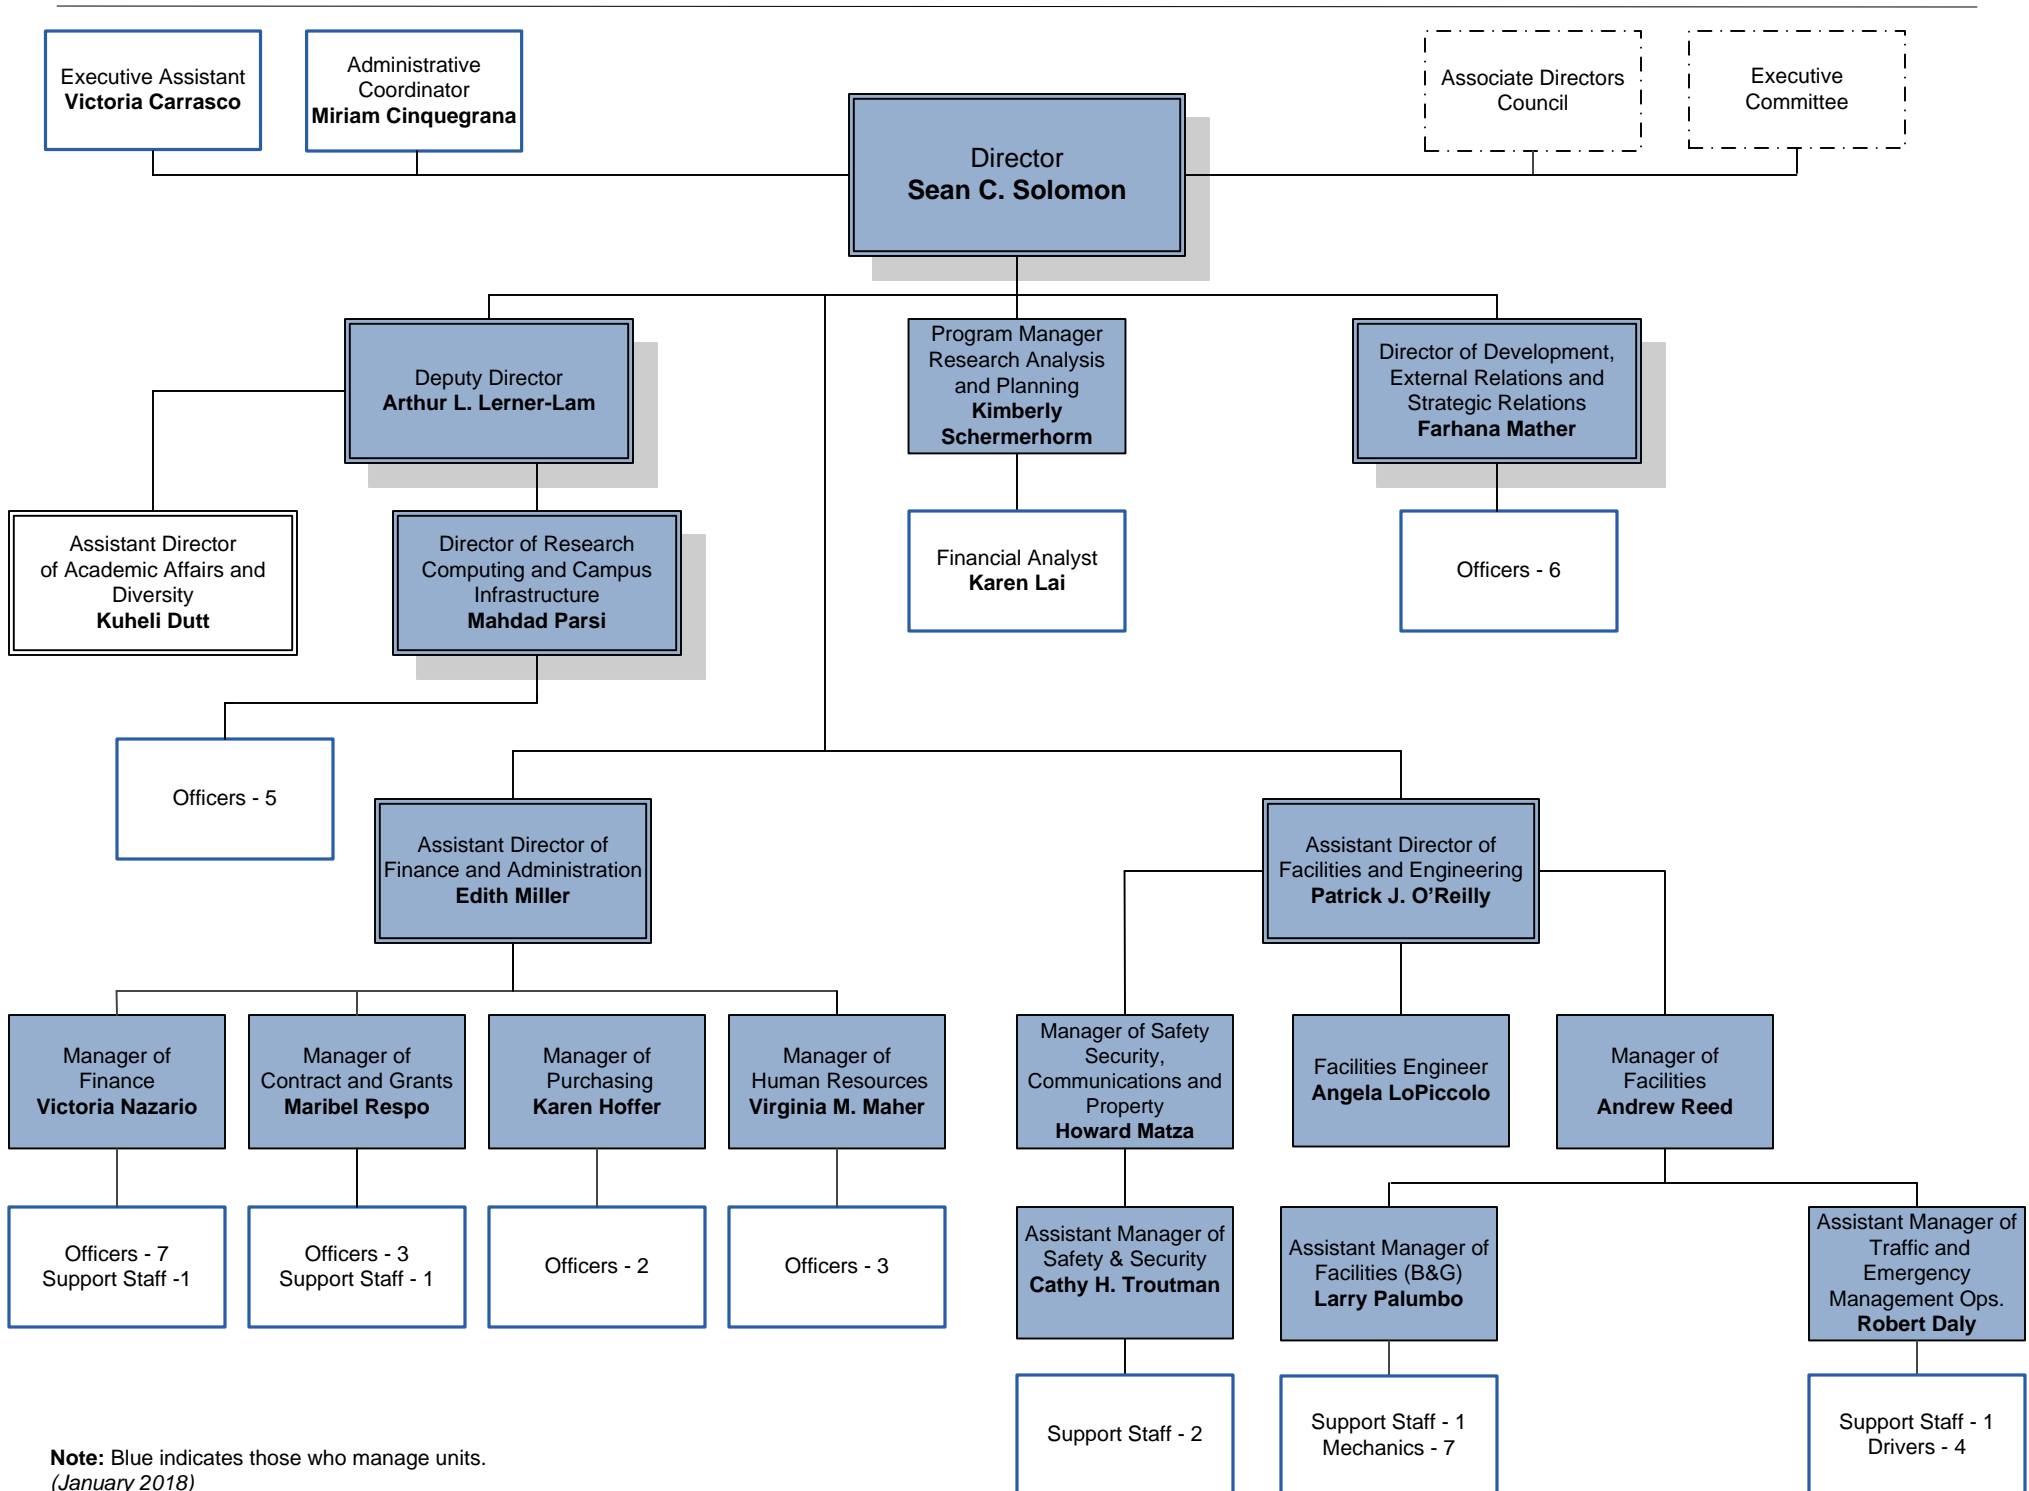 Executive Assistant
Victoria Carrasco
Administrative
Coordinator
Miriam Cinquegrana
Associate Directors
Council
Executive
Committee
Director
Sean C. Solomon
Deputy Director
Arthur L. Lerner-Lam
Program Manager
Research Analysis
and Planning
Kimberly
Schermerhorm
Director of Development,
External Relations and
Strategic Relations
Farhana Mather
Assistant Director
of Academic Affairs and
Diversity
Kuheli Dutt
Director of Research
Computing and Campus
Infrastructure
Mahdad Parsi
Financial Analyst
Karen Lai
Officers - 6
Officers - 5
Assistant Director of
Finance and Administration
Edith Miller
Assistant Director of
Facilities and Engineering
Patrick J. O’Reilly
Manager of
Finance
Victoria Nazario
Manager of
Contract and Grants
Maribel Respo
Manager of
Purchasing
Karen Hoffer
Manager of
Human Resources
Virginia M. Maher
Manager of Safety
Security,
Communications and
Property
Howard Matza
Facilities Engineer
Angela LoPiccolo
Manager of
Facilities
Andrew Reed
Officers - 7
Support Staff -1
Officers - 3
Support Staff - 1
Officers - 2
Officers - 3
Assistant Manager of
Safety & Security
Cathy H. Troutman
Assistant Manager of
Facilities (B&G)
Larry Palumbo
Assistant Manager of
Traffic and
Emergency
Management Ops.
Robert Daly
Support Staff - 2
Support Staff - 1
Mechanics - 7
Support Staff - 1
Drivers - 4
Note: Blue indicates those who manage units.
(January 2018)